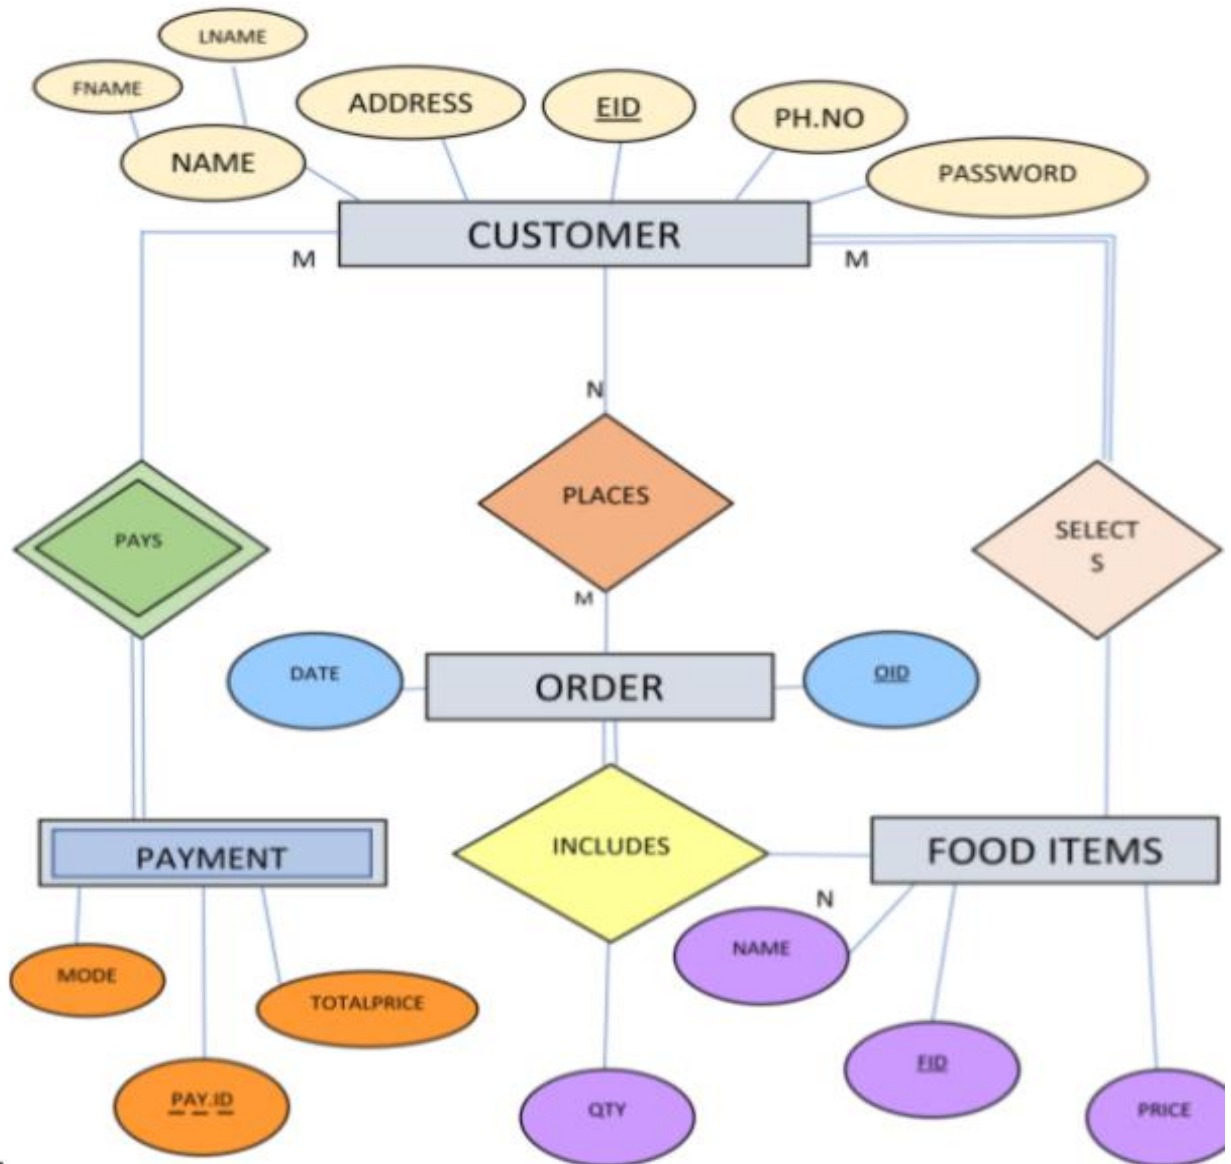 LNAME
FNAME
ADDRESS
EID
PH.NO
NAME
PASSWORD
CUSTOMER
M
M
N
PLACES
PAYS
SELECT
S
M
DATE
ORDER
OID
INCLUDES
PAYMENT
FOOD ITEMS
N
NAME
MODE
TOTALPRICE
FID
PAY.ID
QTY
PRICE